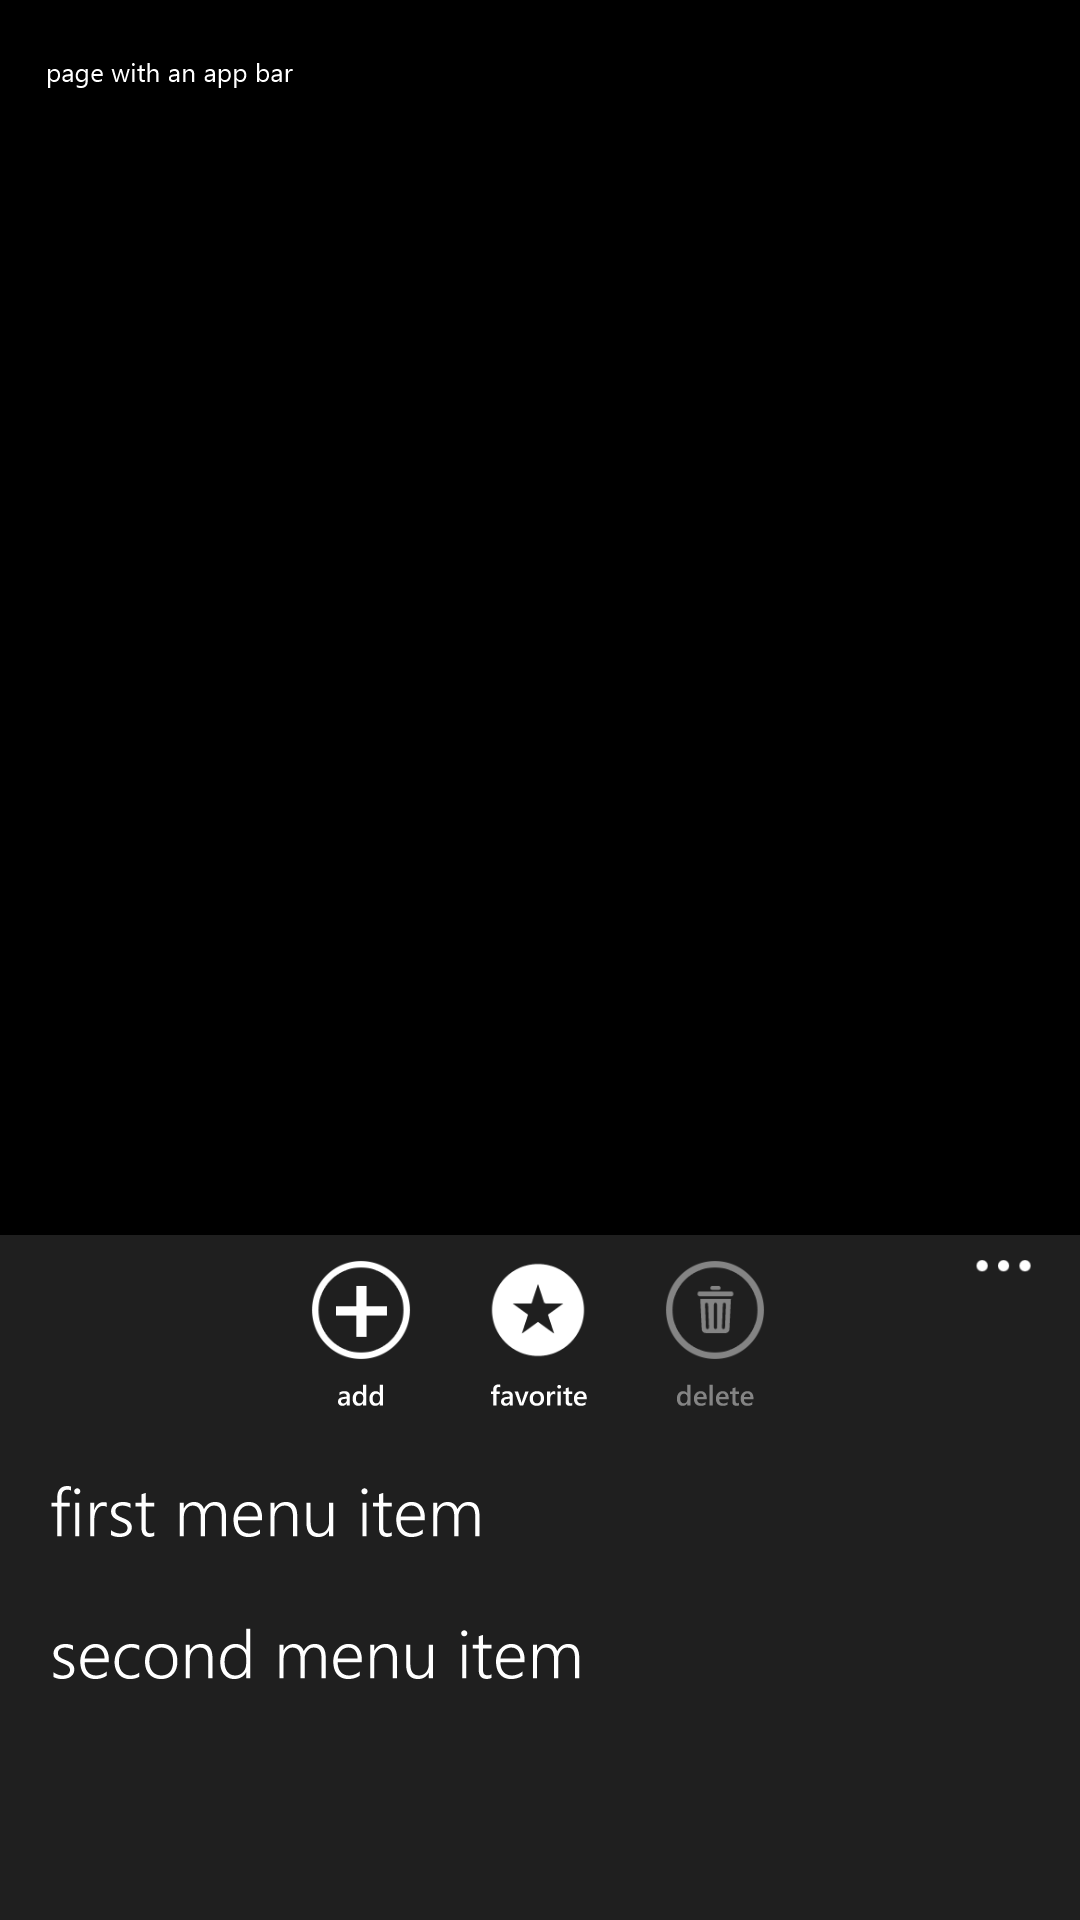 page with an app bar
add favorite delete
first menu item
second menu item